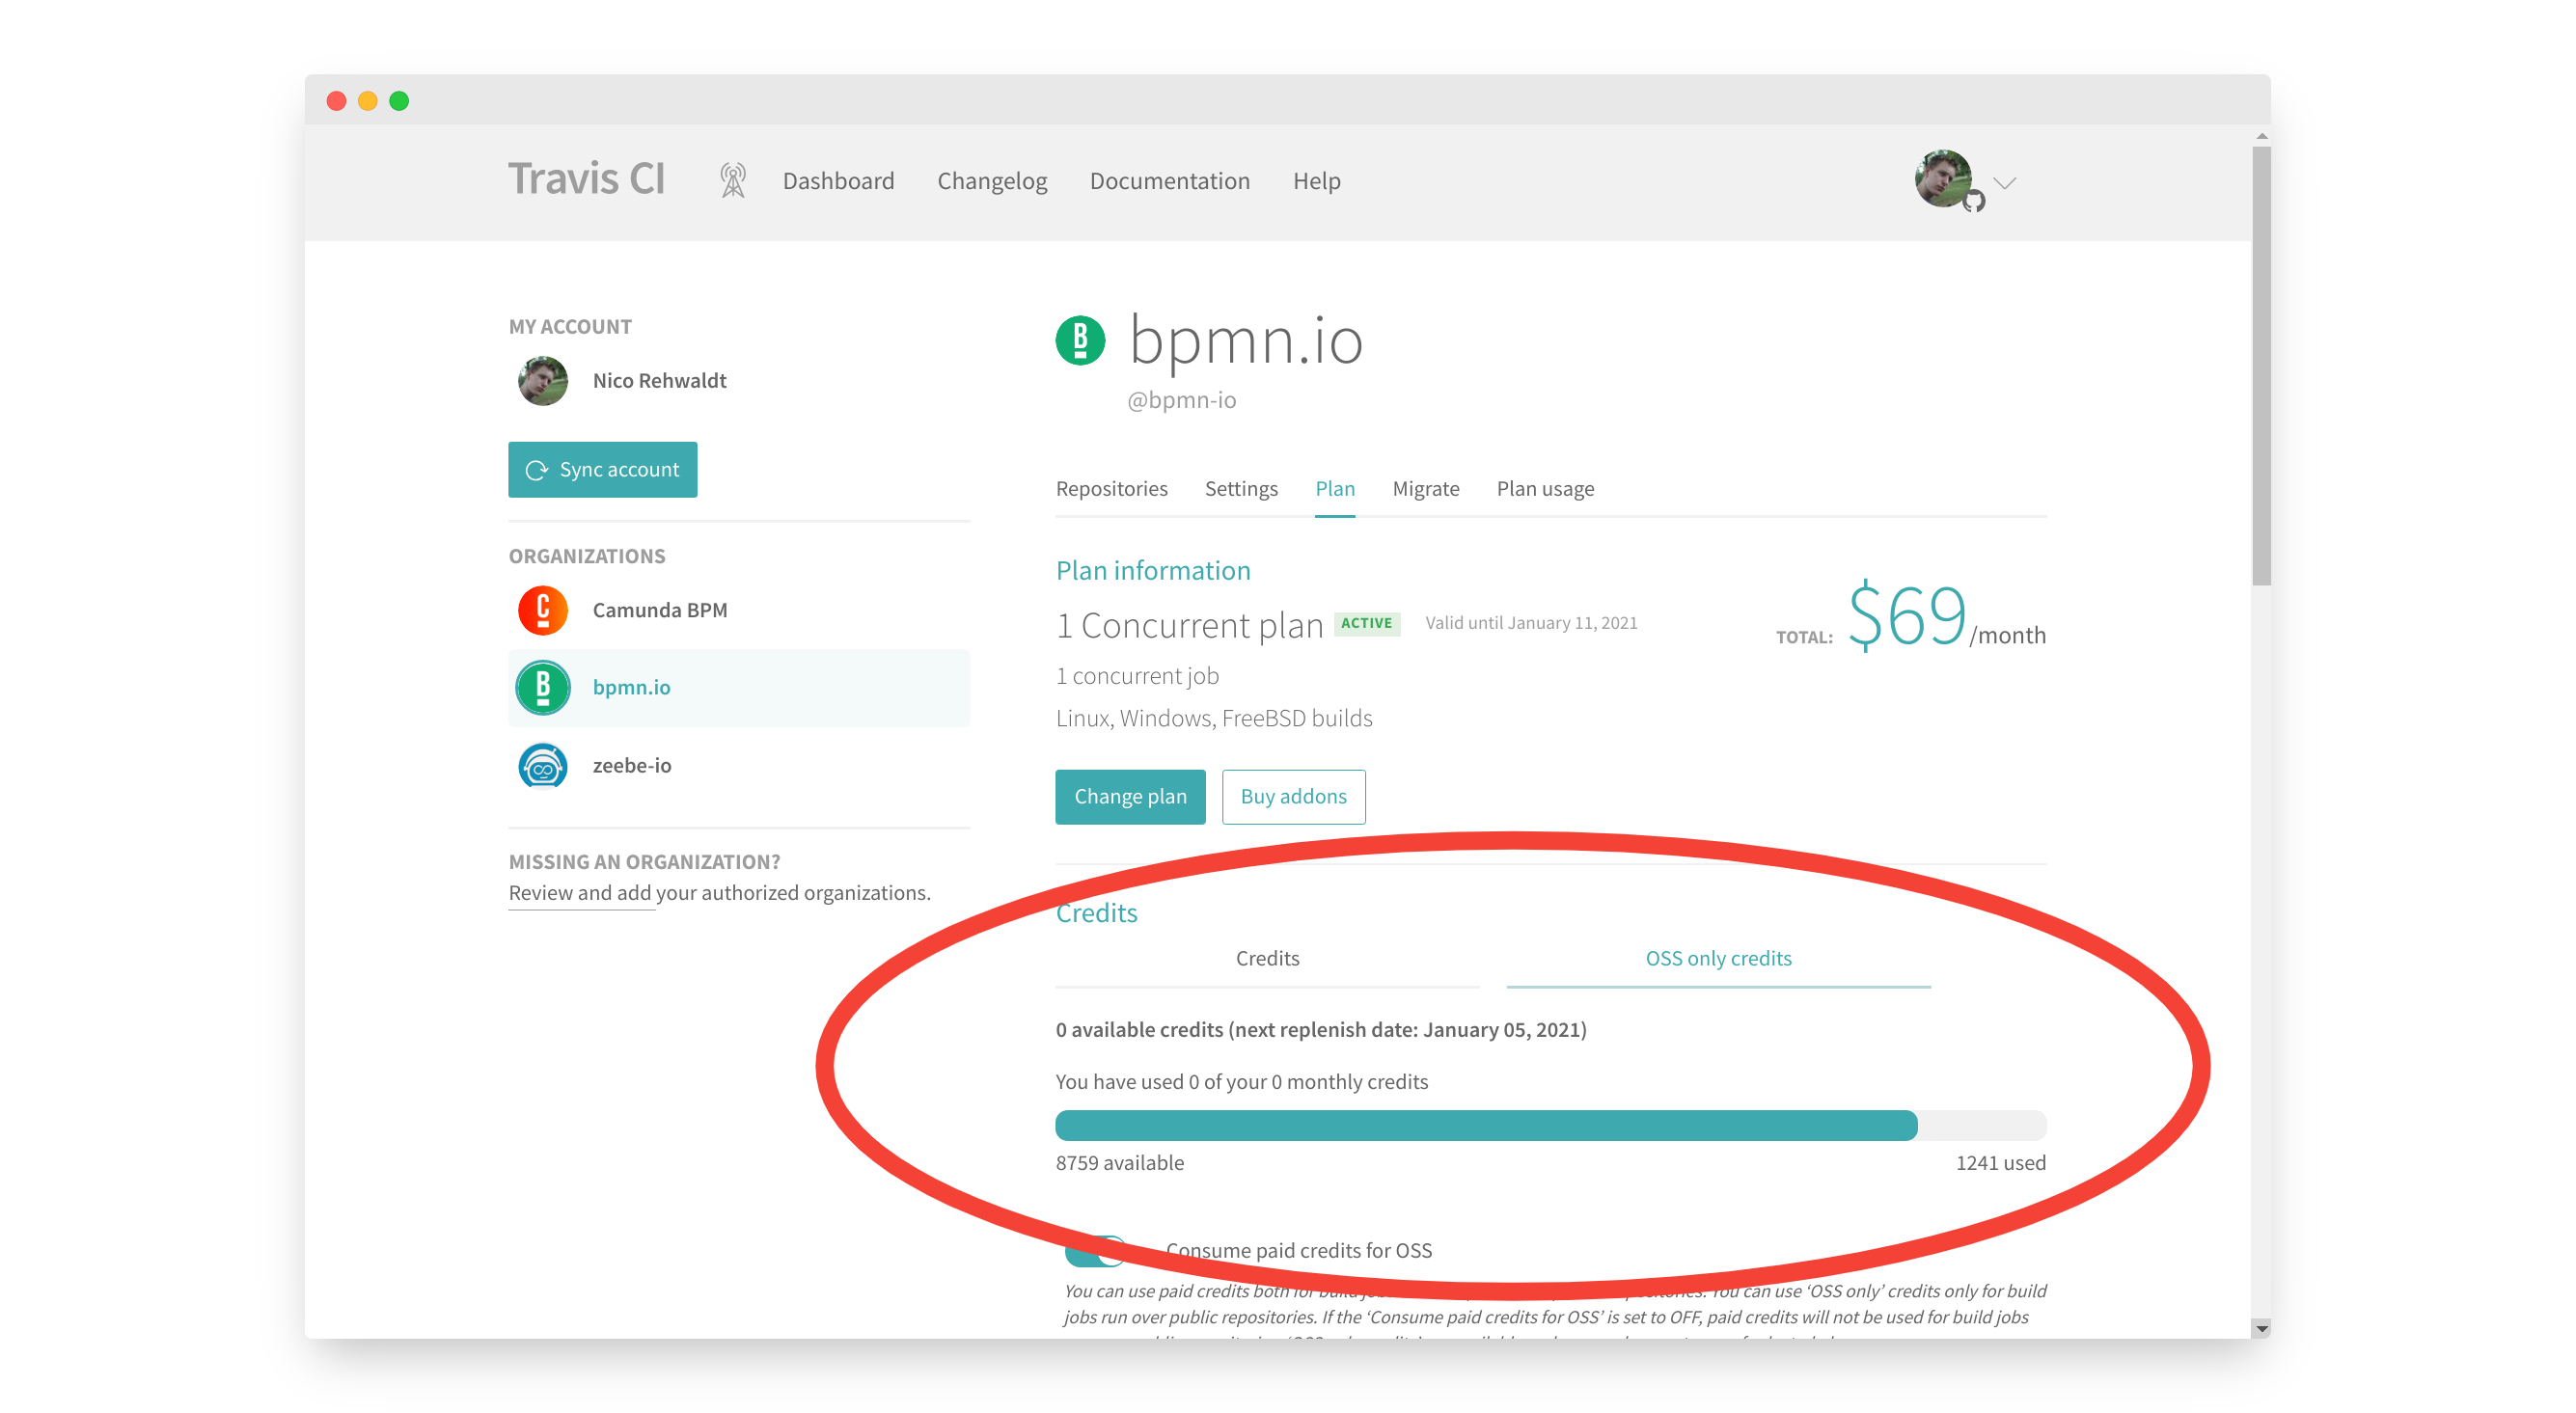 Travis CI
Dashboard
Changelog
Documentation
Help
MY ACCOUNT
Nico Rehwaldt
Sync account
ORGANIZATIONS
Camunda BPM
bpmn.io
zeebe-io
MISSING AN ORGANIZATION?
Review and add your authorized organizations.
bpmn.io
@bpmn-io
Repositories
Settings
Plan
Migrate
Plan usage
Plan information
1 Concurrent plan
ACTIVE
Valid until January 11, 2021
TOTAL: $69/month
1 concurrent job
Linux, Windows, FreeBSD builds
Change plan
Buy addons
Credits
Credits
OSS only credits
0 available credits (next replenish date: January 05, 2021)
You have used 0 of your 0 monthly credits
8759 available
1241 used
Consume paid credits for OSS
You can use paid credits both for build You can use ‘OSS only’ credits only for build
jobs run over public repositories. If the ‘Consume paid credits for OSS’ is set to OFF, paid credits will not be used for build jobs